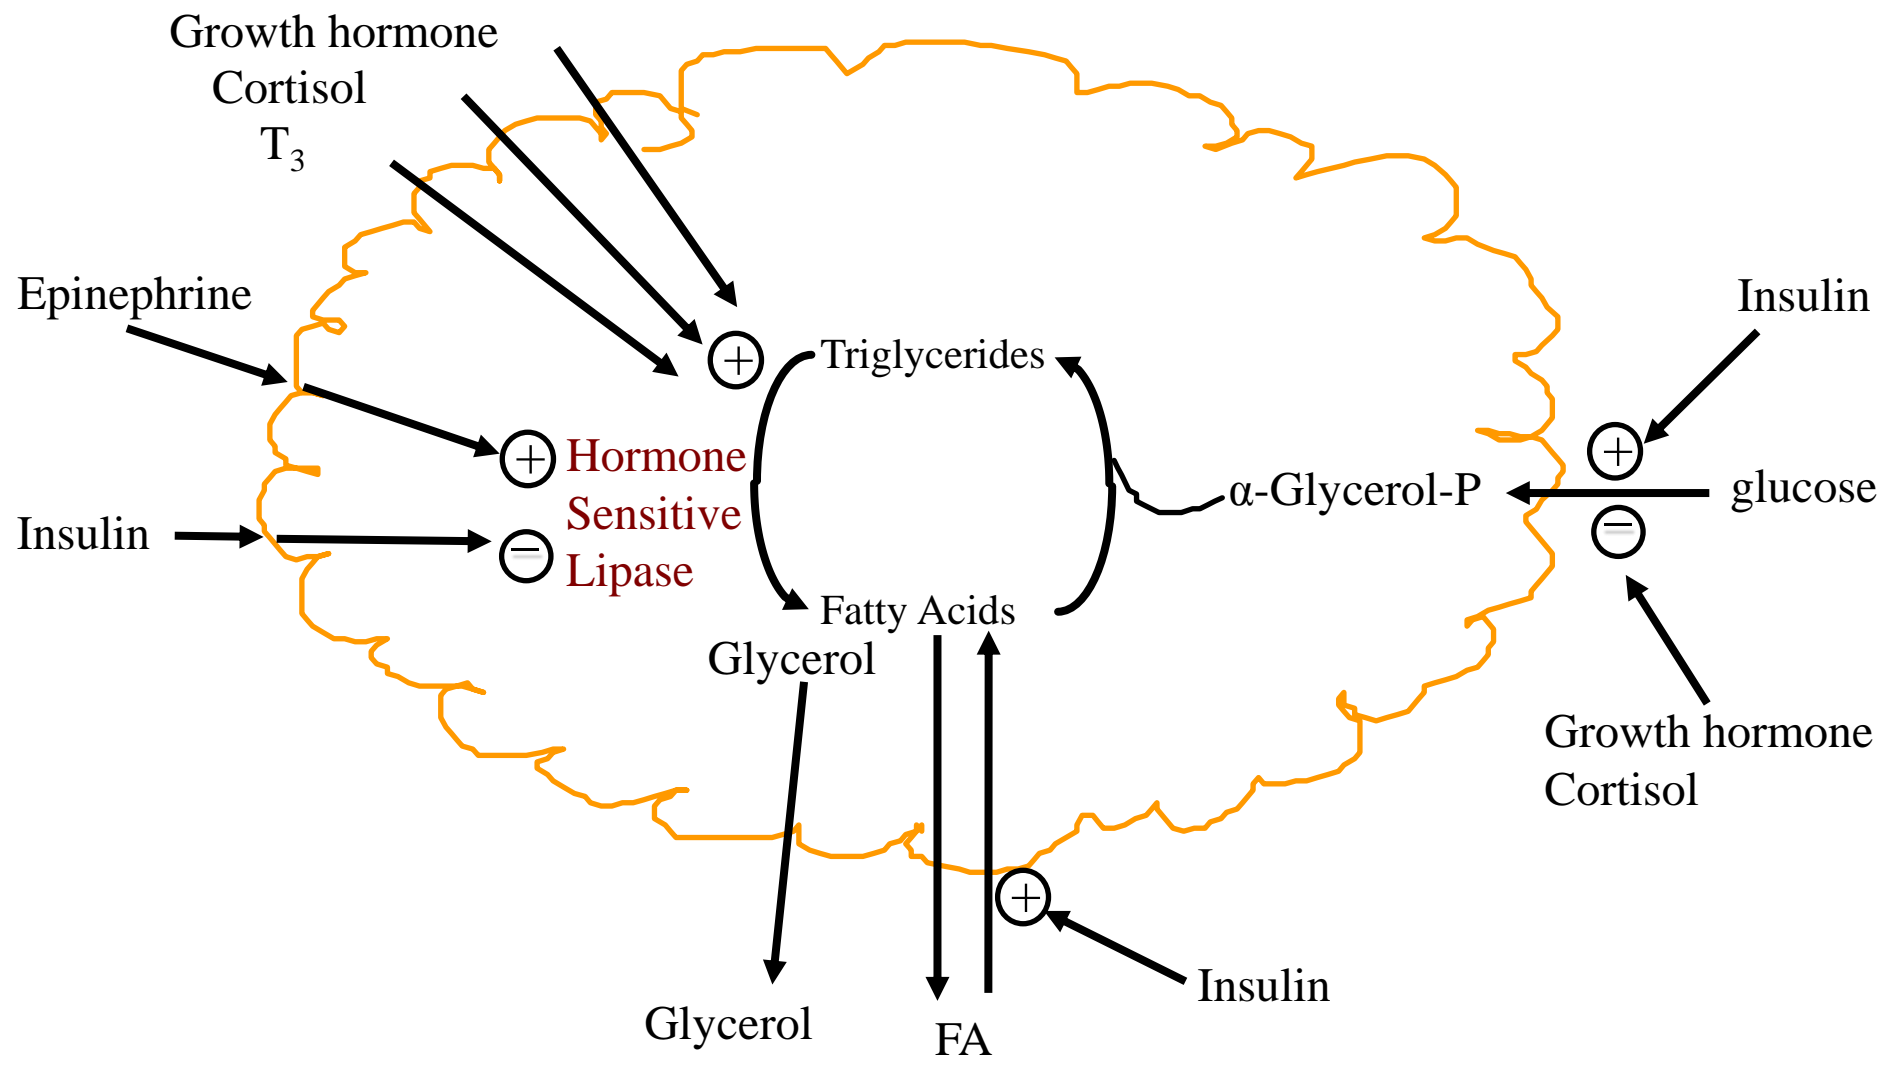 Growth hormone
Cortisol
T₃
Epinephrine
Insulin
+
Triglycerides
+
Hormone
Sensitive
Lipase
+
α-Glycerol-P
glucose
Insulin
−
−
Fatty Acids
Glycerol
Growth hormone
Cortisol
+
Insulin
Glycerol
FA